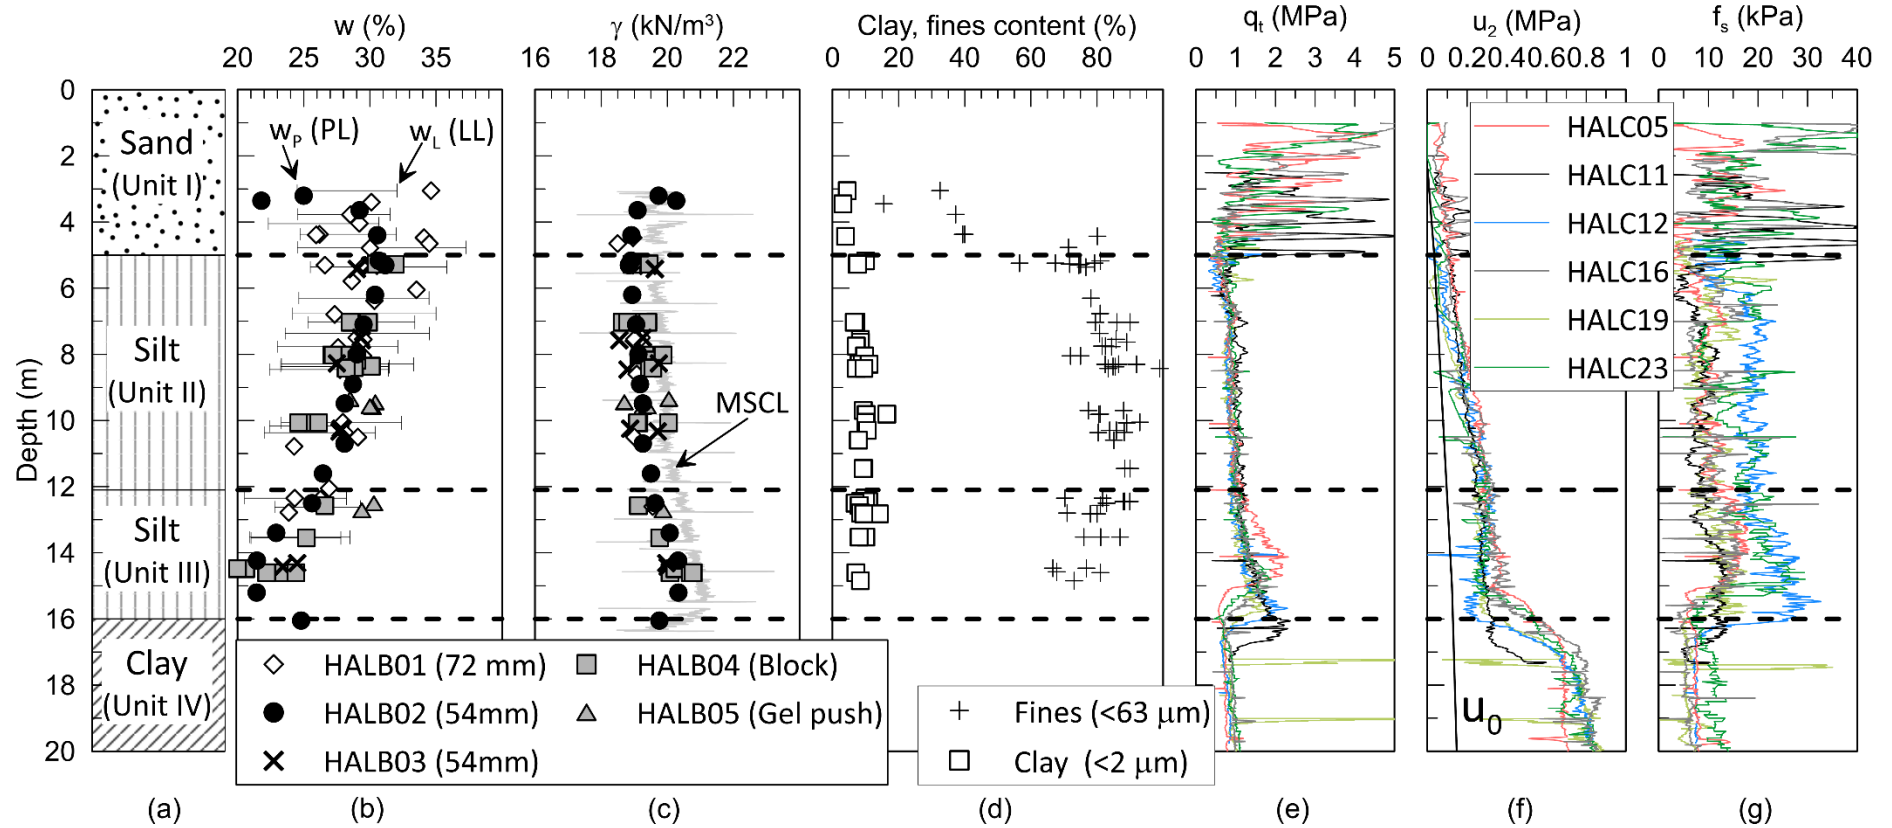 w (%)
20 25 30 35
γ (kN/m³)
16 19 22
Clay, fines content (%)
0 20 40 60 80
qt (MPa)
0 1 2 3 4 5
u2 (MPa)
0 0.20.40.60.8 1
fs (kPa)
0 10 20 30 40
Depth (m)
0
2
4
6
8
10
12
14
16
18
20
Sand
(Unit I)
Silt
(Unit II)
Silt
(Unit III)
Clay
(Unit IV)
wP (PL)
wL (LL)
MSCL
HALC05
HALC11
HALC12
HALC16
HALC19
HALC23
u0
HALB01 (72 mm)
HALB02 (54mm)
HALB03 (54mm)
HALB04 (Block)
HALB05 (Gel push)
Fines (<63 μm)
Clay (<2 μm)
(a) (b) (c) (d) (e) (f) (g)